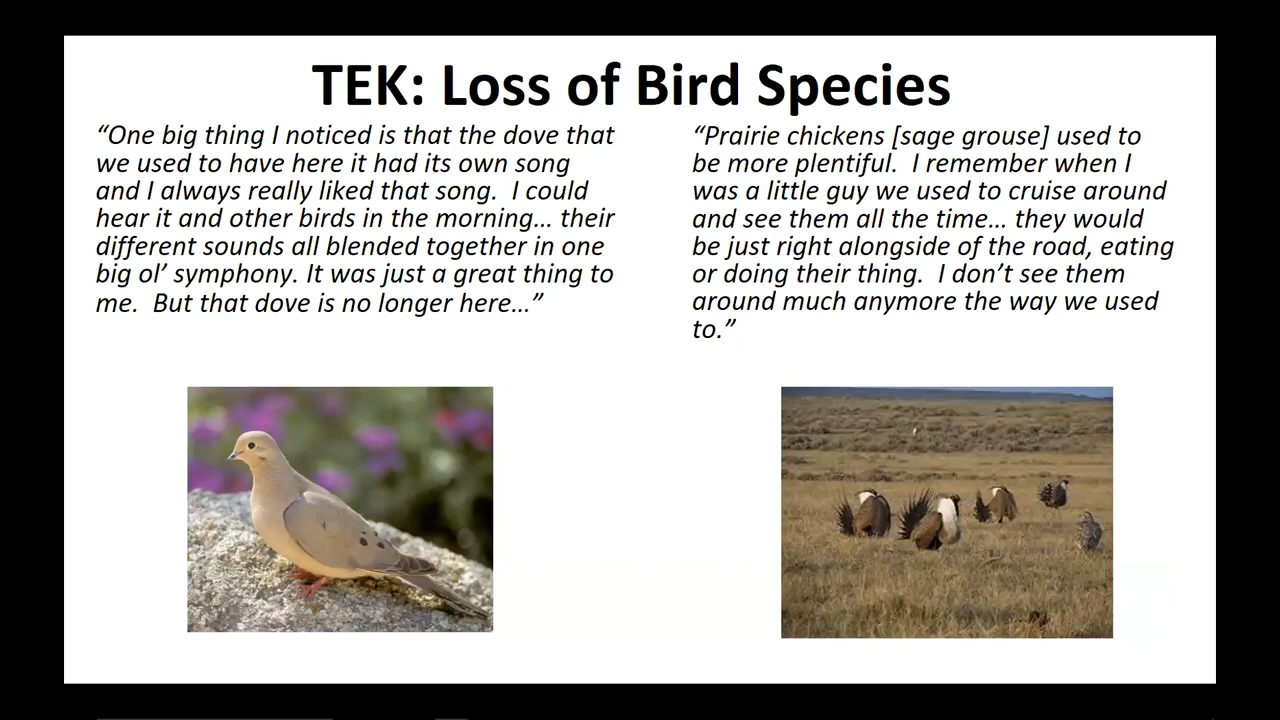 TEK: Loss of Bird Species
“One big thing I noticed is that the dove that
we used to have here it had its own song
and I always really liked that song.  I could
hear it and other birds in the morning… their
different sounds all blended together in one
big ol’ symphony. It was just a great thing to
me.  But that dove is no longer here…”
“Prairie chickens [sage grouse] used to
be more plentiful.  I remember when I
was a little guy we used to cruise around
and see them all the time… they would
be just right alongside of the road, eating
or doing their thing.  I don’t see them
around much anymore the way we used
to.”